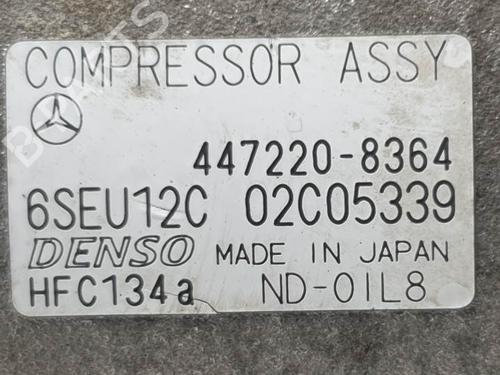 COMPRESSOR ASSY
447220-8364
6SEU12C 02C05339
DENSO MADE IN JAPAN
HFC134a ND-OIL8